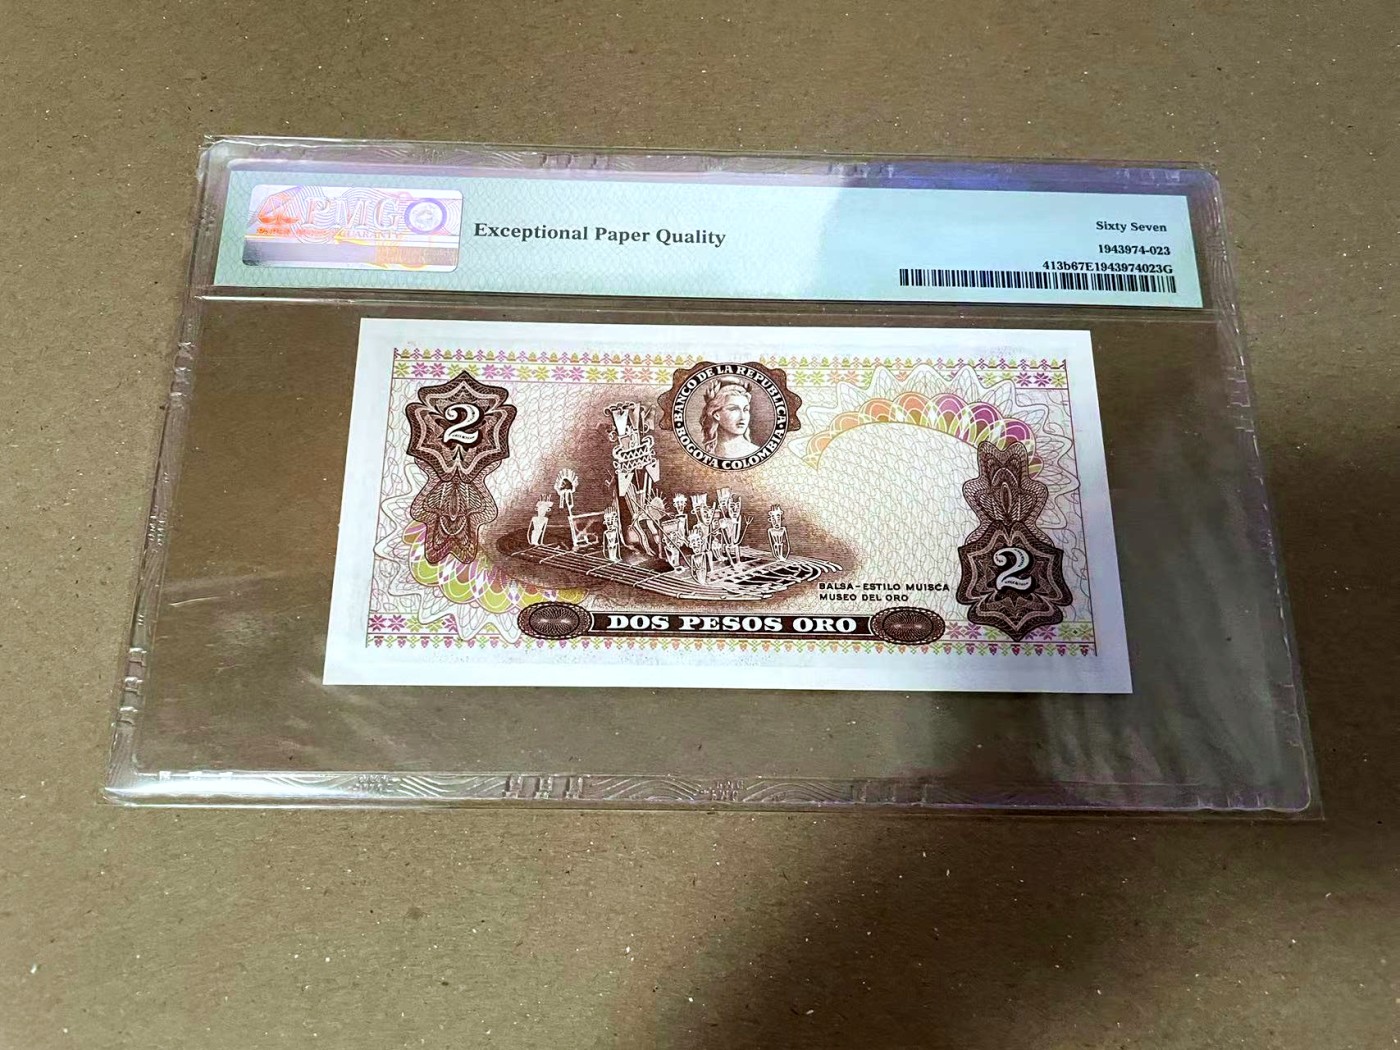 PMG
Exceptional Paper Quality
Sixty Seven
1943974-023
413b67E1943974023G
BANCO DE LA REPUBLICA
BOGOTA COLOMBIA
2
2
BALSA-ESTILO MUISCA
MUSEO DEL ORO
DOS PESOS ORO